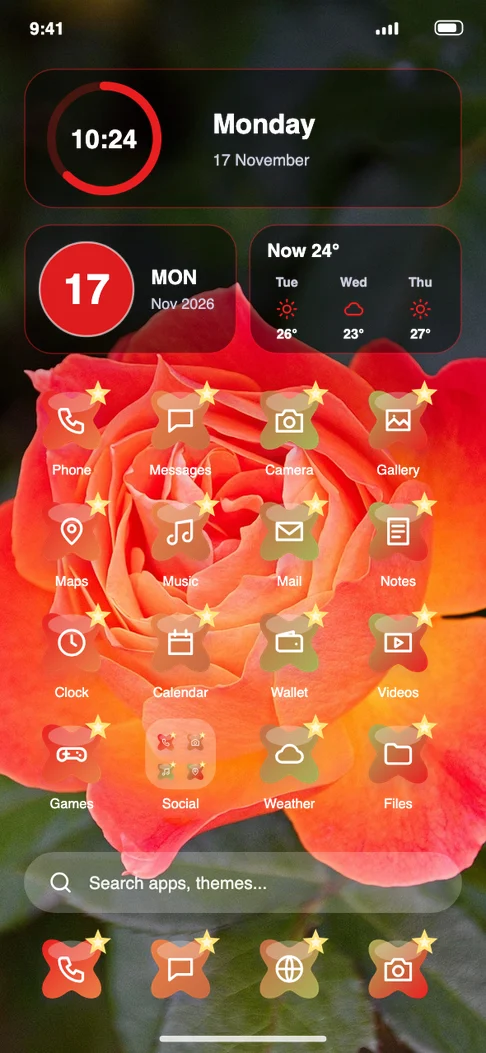 9:41
10:24
Monday
17 November
17
MON
Nov 2026
Now 24°
Tue Wed Thu
26° 23° 27°
Phone Messages Camera Gallery
Maps Music Mail Notes
Clock Calendar Wallet Videos
Games Social Weather Files
Search apps, themes...